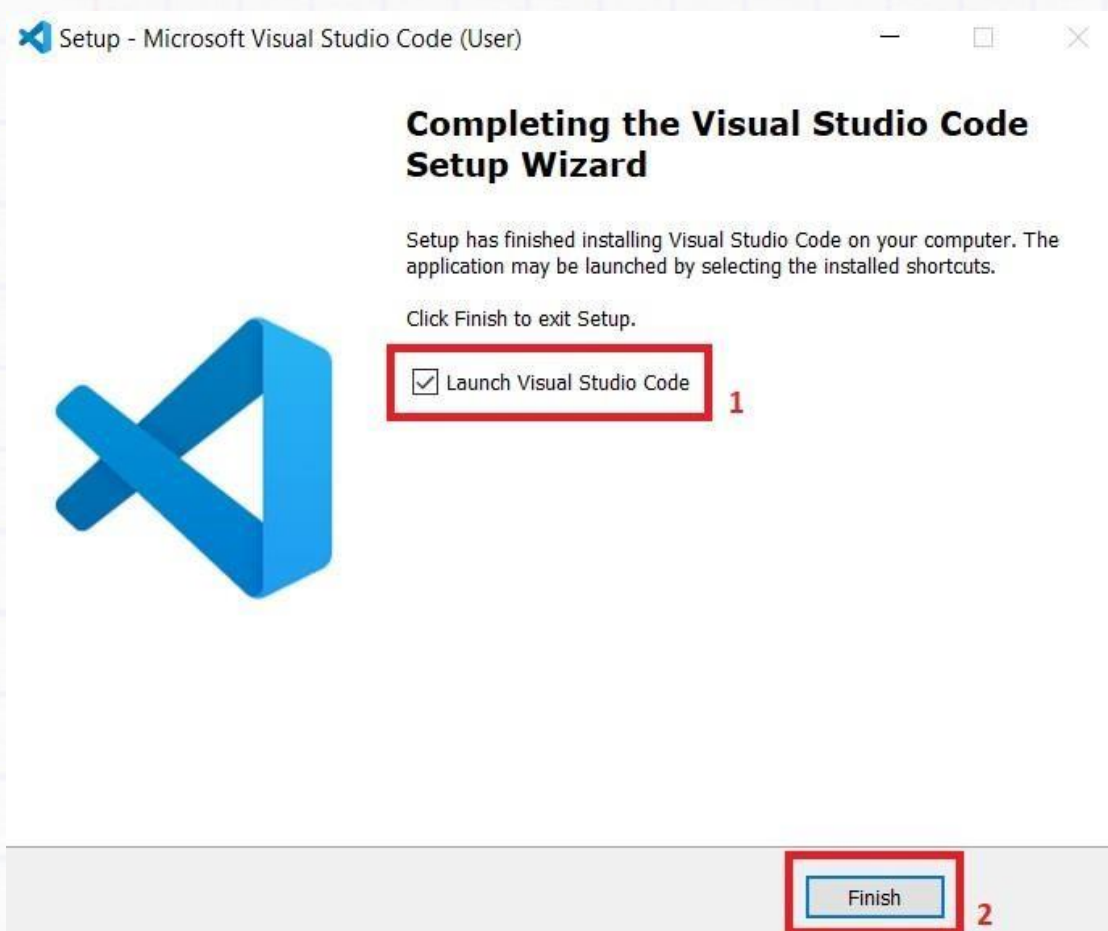 Setup - Microsoft Visual Studio Code (User)
Completing the Visual Studio Code
Setup Wizard
Setup has finished installing Visual Studio Code on your computer. The
application may be launched by selecting the installed shortcuts.
Click Finish to exit Setup.
Launch Visual Studio Code
1
Finish
2